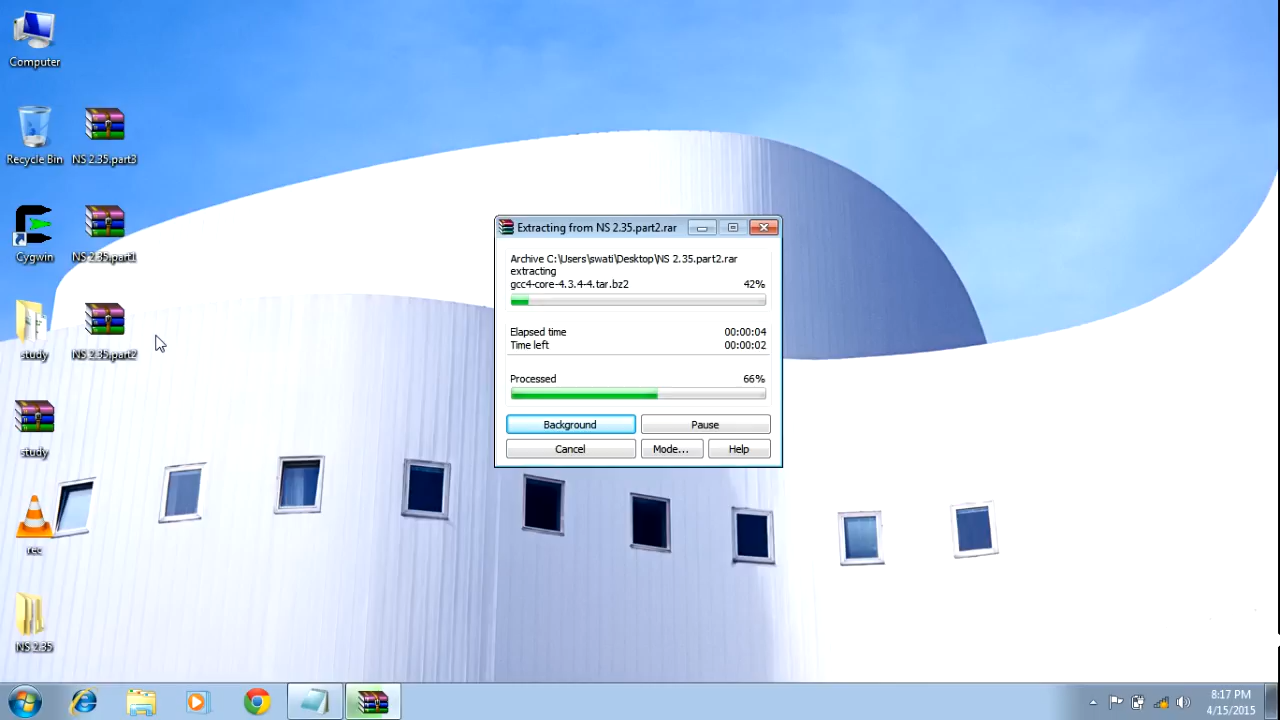 Computer
Recycle Bin
NS 2.35.part3
Cygwin
NS 2.35.part1
study
NS 2.35.part2
study
rec
NS 2.35
Extracting from NS 2.35.part2.rar
Archive C:\Users\swati\Desktop\NS 2.35.part2.rar
extracting
gcc4-core-4.3.4-4.tar.bz2 42%
Elapsed time 00:00:04
Time left 00:00:02
Processed 66%
Background Pause
Cancel Mode... Help
8:17 PM
4/15/2015